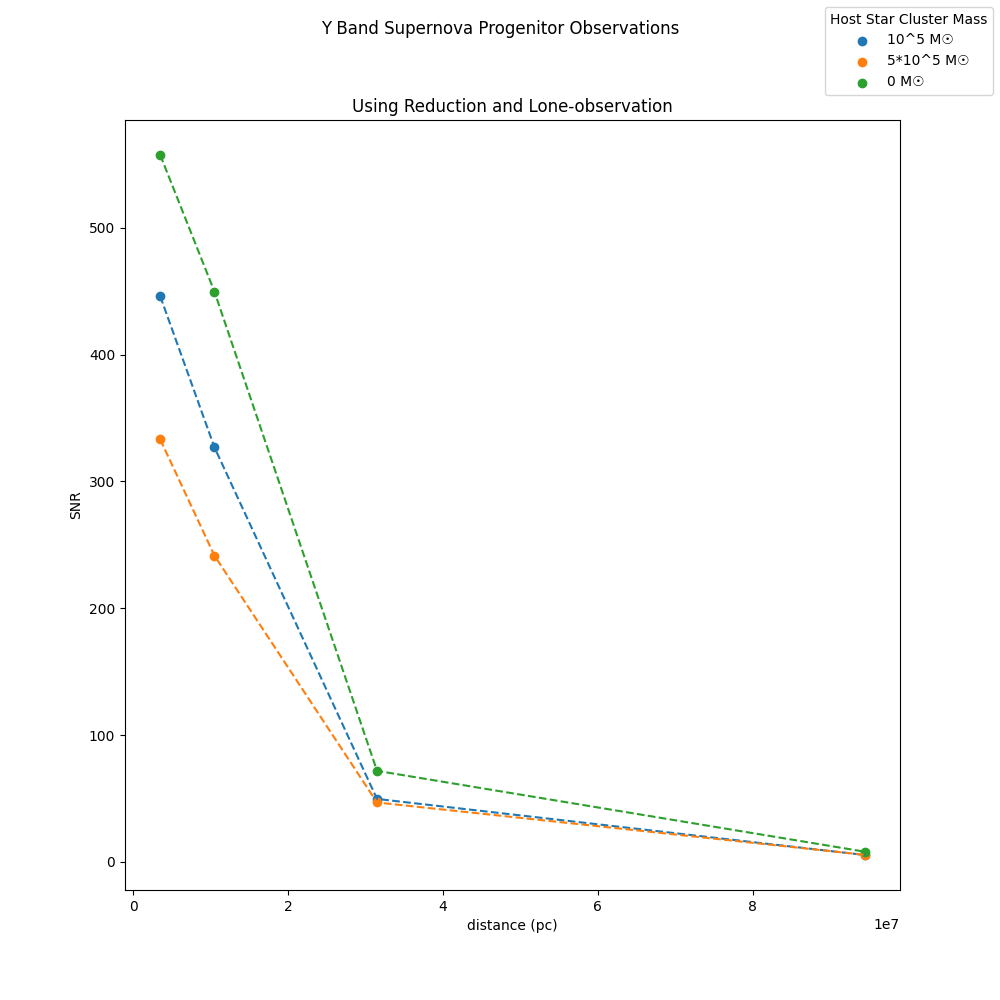 Y Band Supernova Progenitor Observations
Host Star Cluster Mass
10^5 M☉
5*10^5 M☉
0 M☉
Using Reduction and Lone-observation
500
400
300
200
100
0
SNR
0 2 4 6 8
1e7
distance (pc)